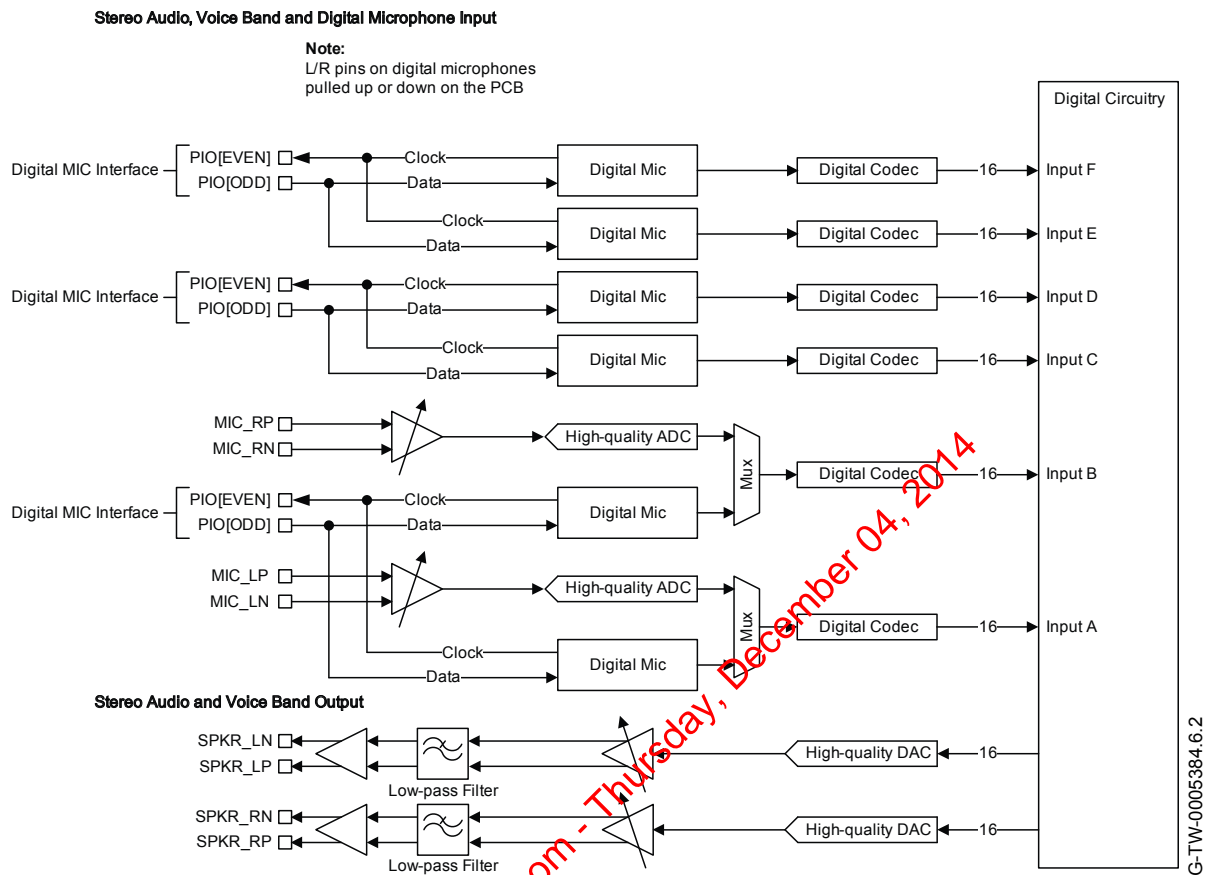 Stereo Audio, Voice Band and Digital Microphone Input
Note:
L/R pins on digital microphones
pulled up or down on the PCB
Digital Circuitry
Digital MIC Interface
PIO[EVEN]
PIO[ODD]
Clock
Data
Digital Mic
Digital Codec
16
Input F
Clock
Data
Digital Mic
Digital Codec
16
Input E
Digital MIC Interface
PIO[EVEN]
PIO[ODD]
Clock
Data
Digital Mic
Digital Codec
16
Input D
Clock
Data
Digital Mic
Digital Codec
16
Input C
MIC_RP
MIC_RN
High-quality ADC
Mux
Digital Codec
16
Input B
Digital MIC Interface
PIO[EVEN]
PIO[ODD]
Clock
Data
Digital Mic
MIC_LP
MIC_LN
High-quality ADC
Mux
Digital Codec
16
Input A
Clock
Data
Digital Mic
Stereo Audio and Voice Band Output
SPKR_LN
SPKR_LP
Low-pass Filter
High-quality DAC
16
SPKR_RN
SPKR_RP
Low-pass Filter
High-quality DAC
16
G-TW-0005384.6.2
om - Thursday, December 04, 2014